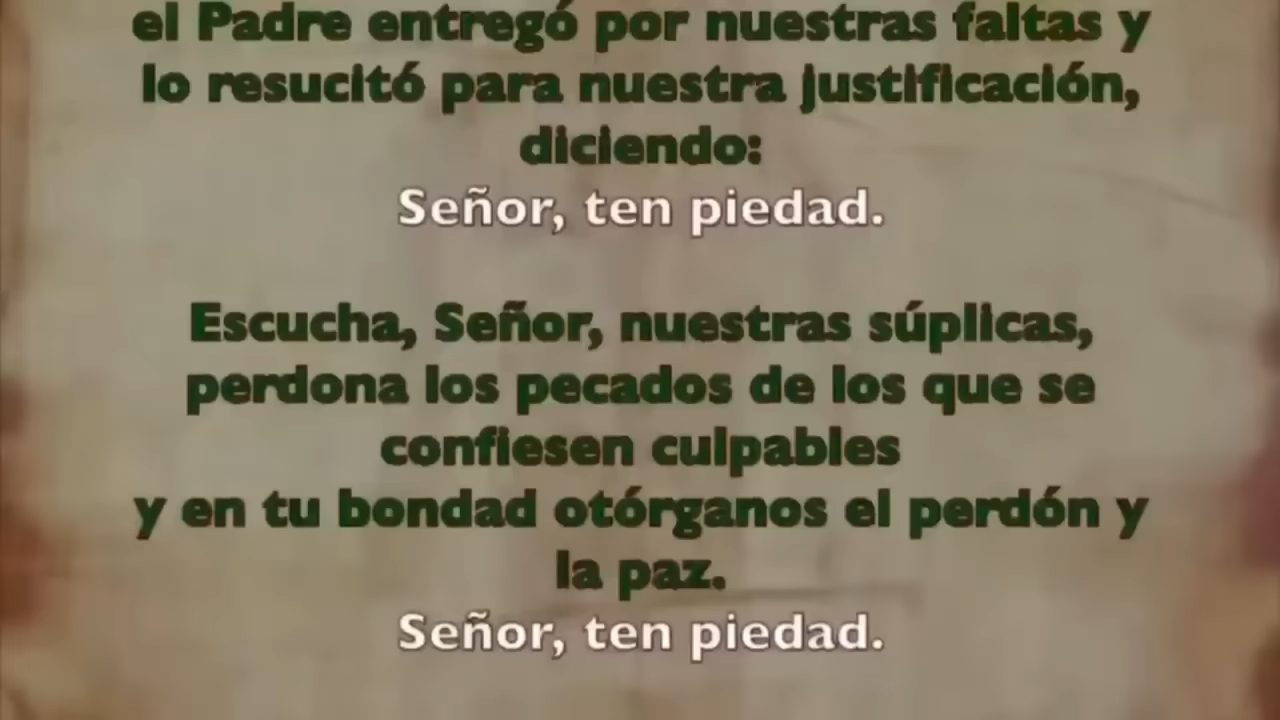 el Padre entregó por nuestras faltas y
lo resucitó para nuestra justificación,
diciendo:
Señor, ten piedad.
Escucha, Señor, nuestras súplicas,
perdona los pecados de los que se
confiesen culpables
y en tu bondad otórganos el perdón y
la paz.
Señor, ten piedad.